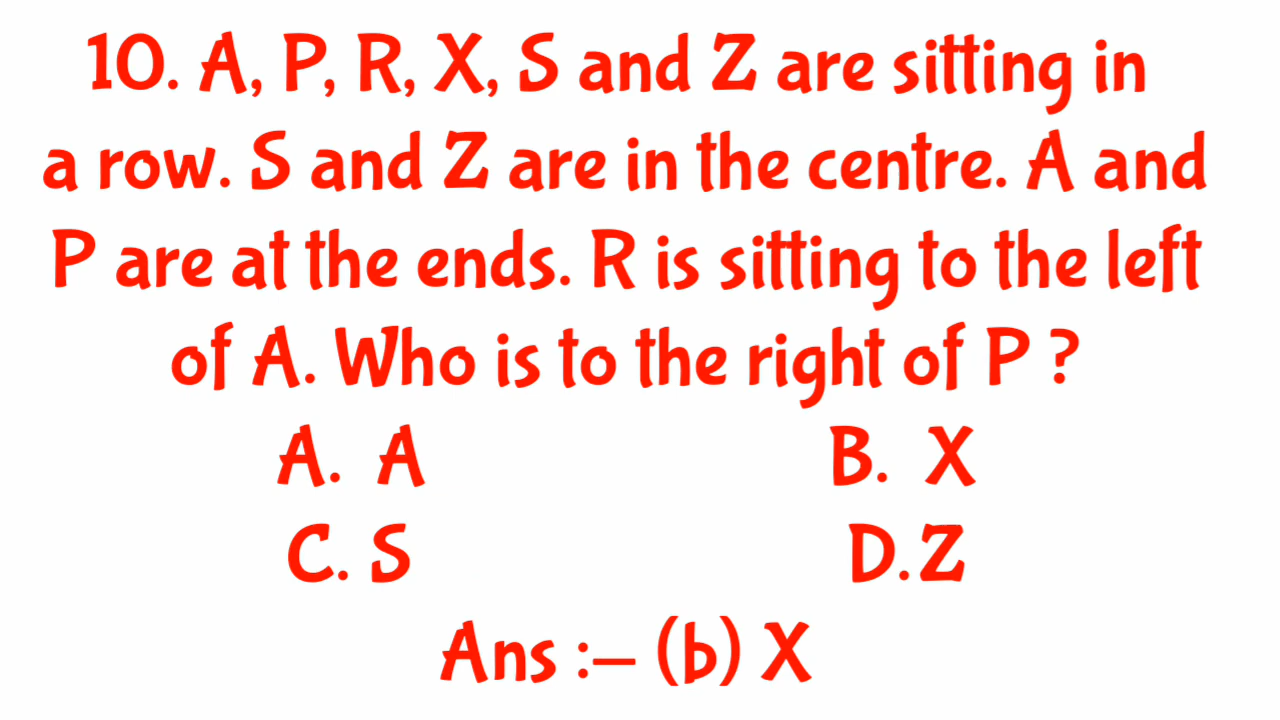 10. A, P, R, X, S and Z are sitting in
a row. S and Z are in the centre. A and
P are at the ends. R is sitting to the left
of A. Who is to the right of P ?
A. A B. X
C. S D.Z
Ans :– (b) X